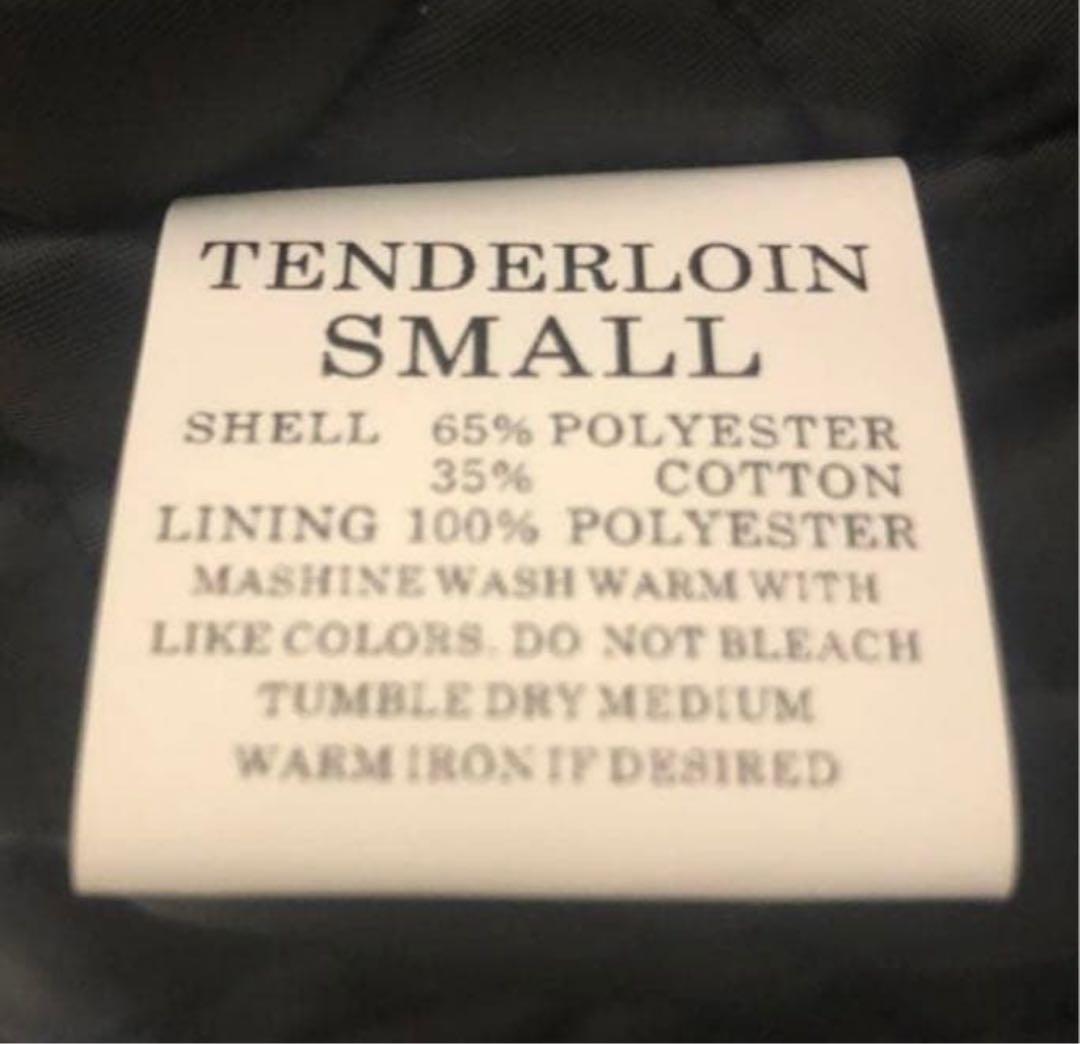 TENDERLOIN
SMALL
SHELL 65% POLYESTER
35% COTTON
LINING 100% POLYESTER
MASHINE WASH WARM WITH
LIKE COLORS. DO NOT BLEACH
TUMBLE DRY MEDIUM
WARM IRON IF DESIRED